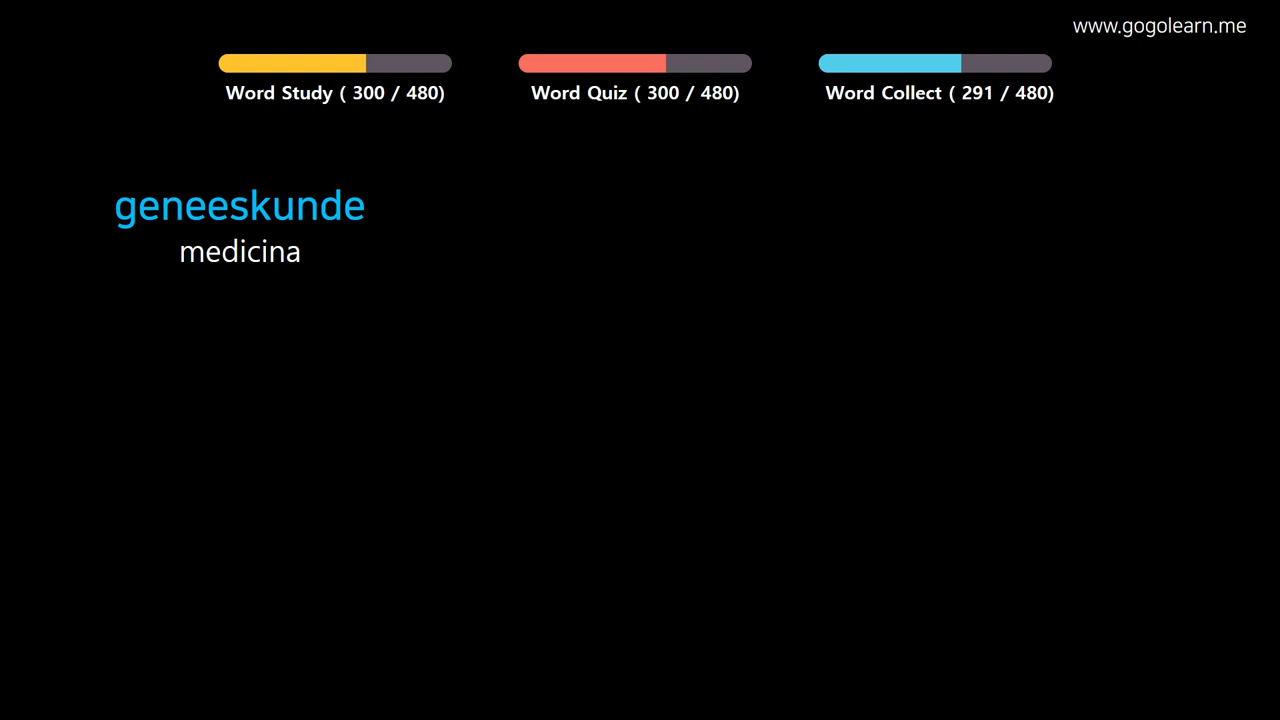 www.gogolearn.me
Word Study ( 300 / 480)
Word Quiz ( 300 / 480)
Word Collect ( 291 / 480)
geneeskunde
medicina